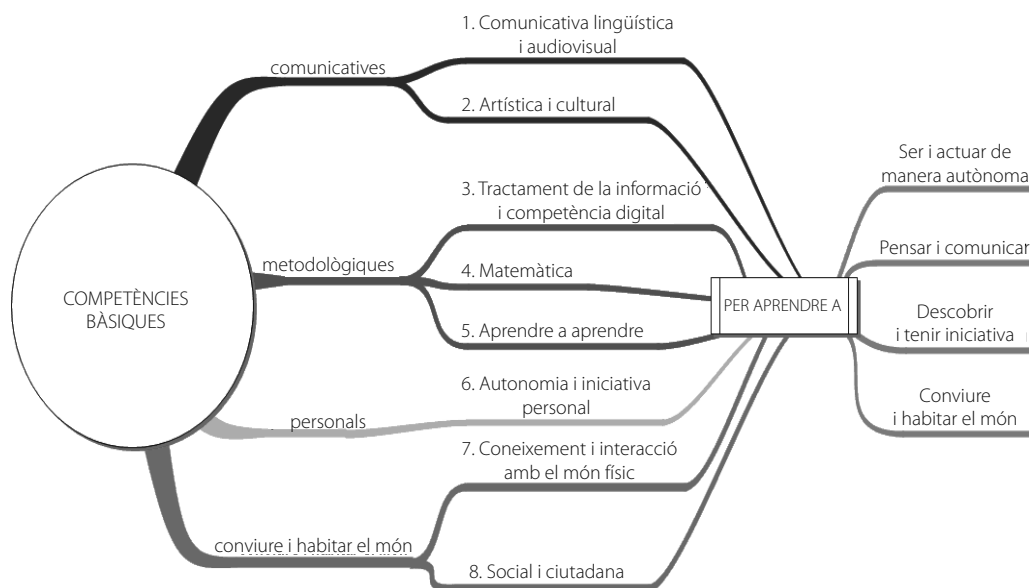 COMPETÈNCIES
BÀSIQUES
comunicatives
1. Comunicativa lingüística
i audiovisual
2. Artística i cultural
metodològiques
3. Tractament de la informació
i competència digital
4. Matemàtica
5. Aprendre a aprendre
personals
6. Autonomia i iniciativa
personal
conviure i habitar el món
7. Coneixement i interacció
amb el món físic
8. Social i ciutadana
PER APRENDRE A
Ser i actuar de
manera autònoma
Pensar i comunicar
Descobrir
i tenir iniciativa
Conviure
i habitar el món